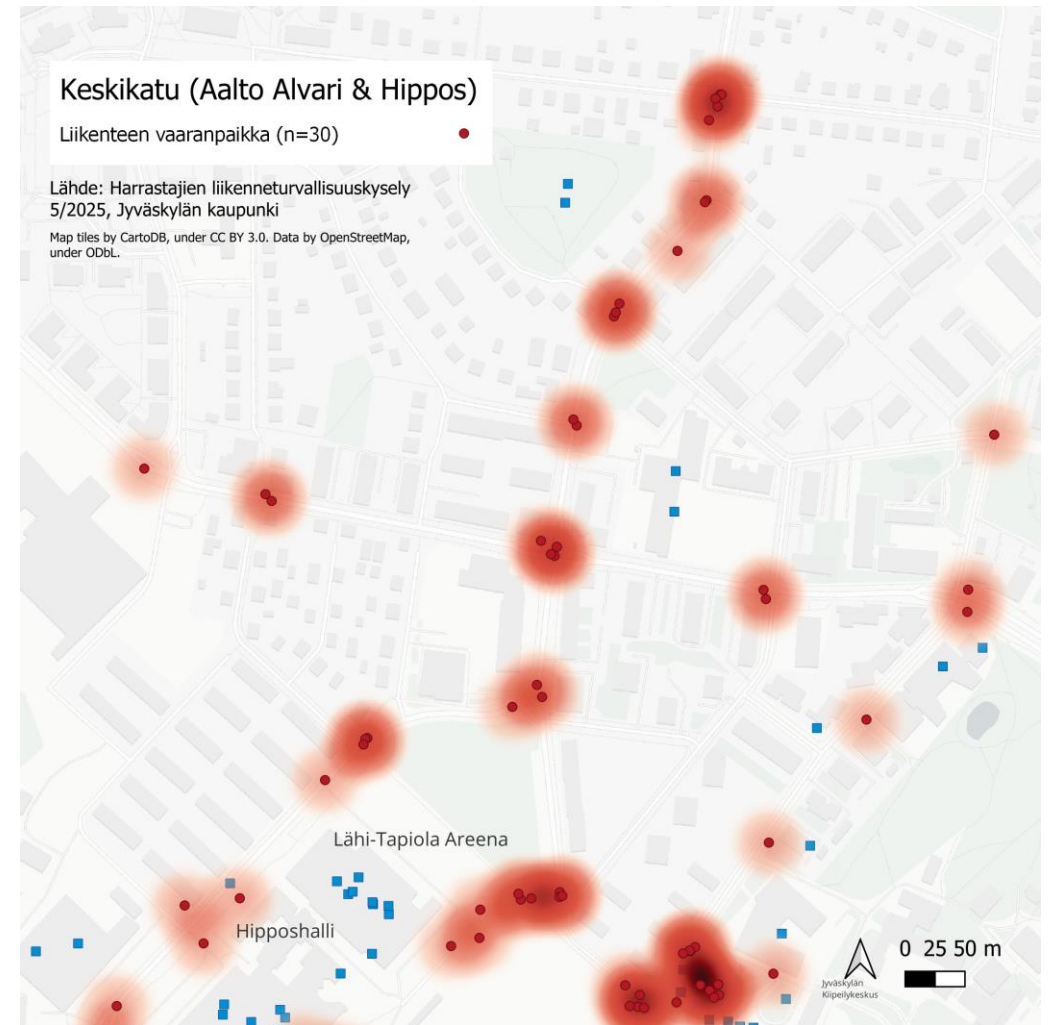 Keskikatu (Aalto Alvari & Hippos)
Liikenteen vaaranpaikka (n=30)
Lähde: Harrastajien liikenneturvallisuuskysely
5/2025, Jyväskylän kaupunki
Map tiles by CartoDB, under CC BY 3.0. Data by OpenStreetMap,
under ODbL.
Lähi-Tapiola Areena
Hipposhalli
0 25 50 m
Jyväskylän
Kiipeilykeskus